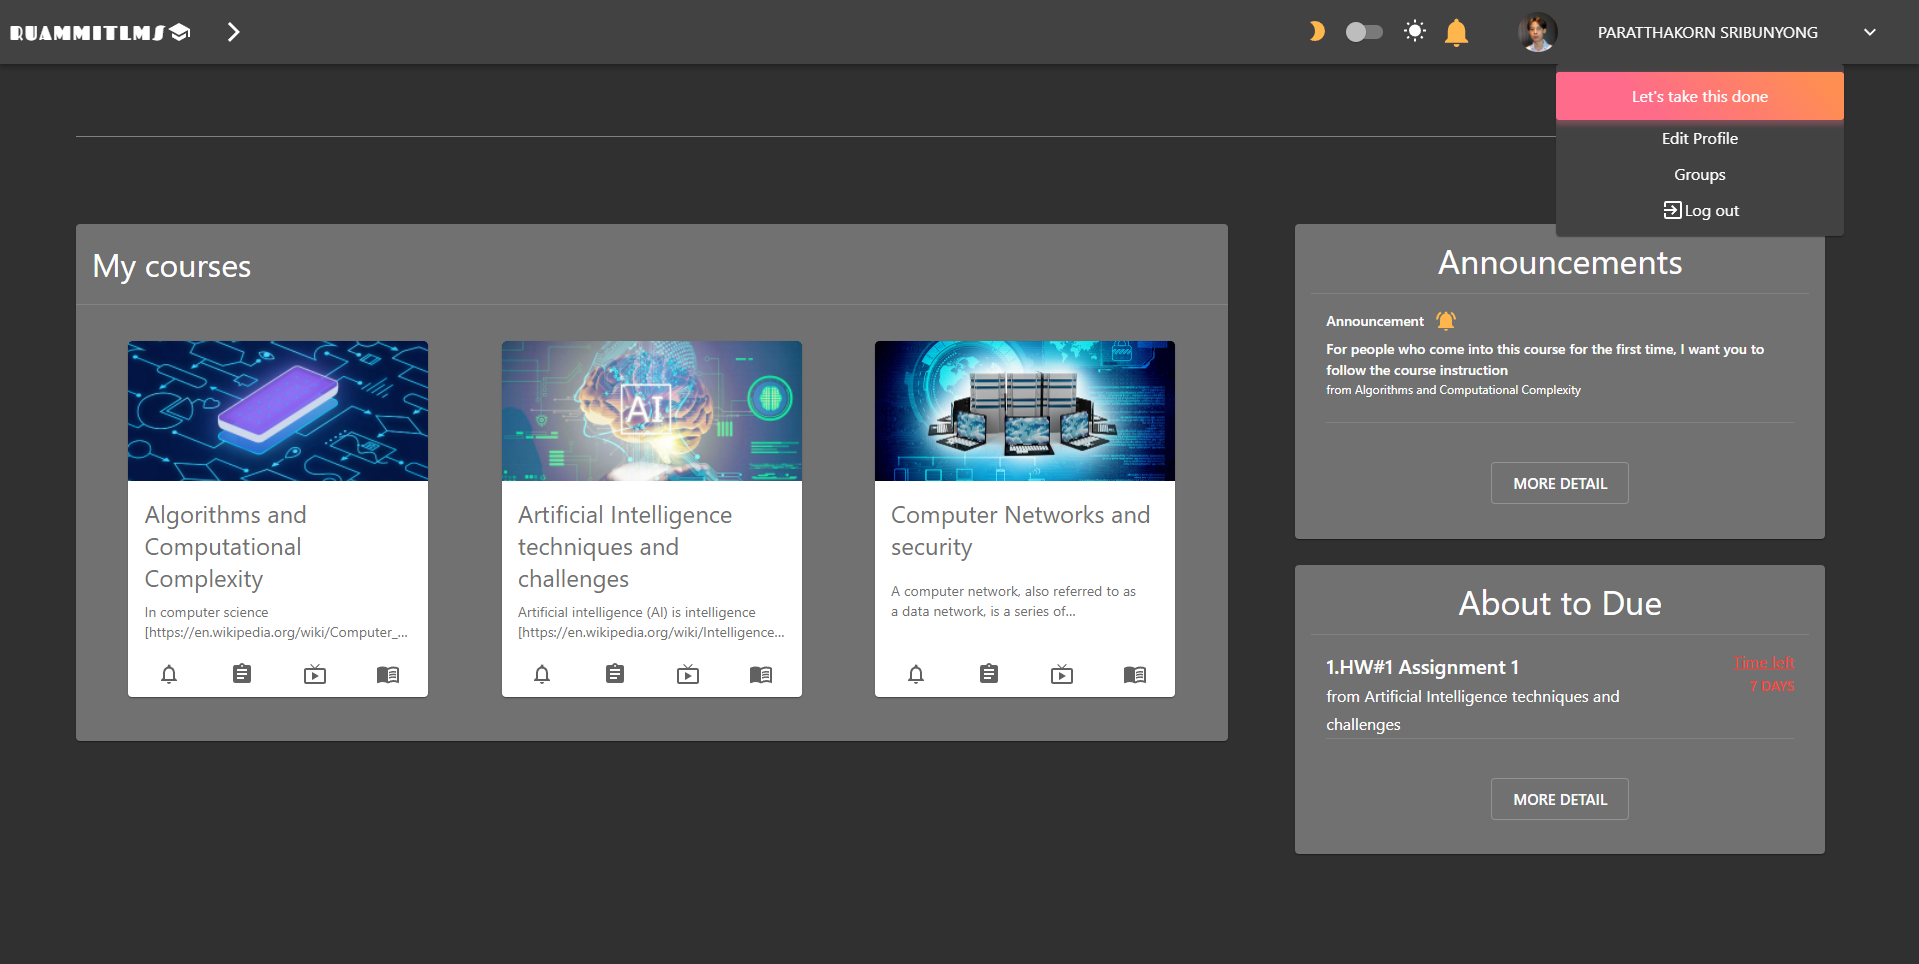 RUAMMITLMS
PARATTHAKORN SRIBUNYONG
Let's take this done
Edit Profile
Groups
Log out
My courses
AI
Algorithms and
Computational
Complexity
In computer science
[https://en.wikipedia.org/wiki/Computer_...
Artificial Intelligence
techniques and
challenges
Artificial intelligence (AI) is intelligence
[https://en.wikipedia.org/wiki/Intelligence...
Computer Networks and
security
A computer network, also referred to as
a data network, is a series of...
Announcements
Announcement
For people who come into this course for the first time, I want you to
follow the course instruction
from Algorithms and Computational Complexity
MORE DETAIL
About to Due
1.HW#1 Assignment 1
Time left
7 DAYS
from Artificial Intelligence techniques and
challenges
MORE DETAIL